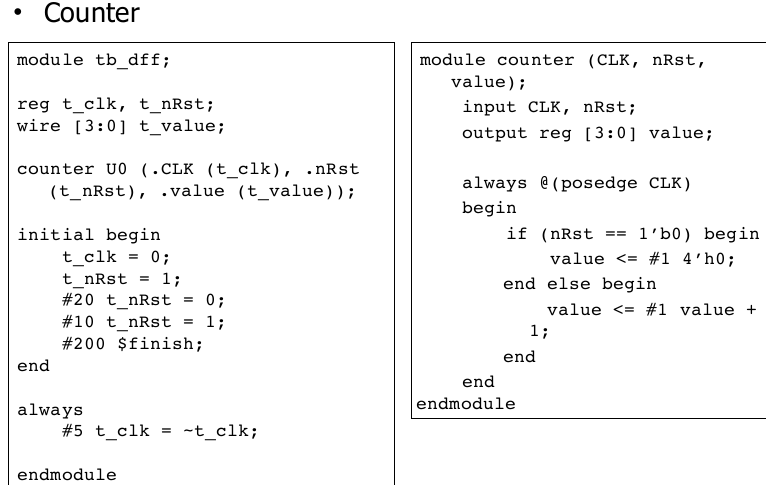 • Counter
module tb_dff;
reg t_clk, t_nRst;
wire [3:0] t_value;
counter U0 (.CLK (t_clk), .nRst
(t_nRst), .value (t_value));
initial begin
t_clk = 0;
t_nRst = 1;
#20 t_nRst = 0;
#10 t_nRst = 1;
#200 $finish;
end
always
#5 t_clk = ~t_clk;
endmodule
module counter (CLK, nRst,
value);
input CLK, nRst;
output reg [3:0] value;
always @(posedge CLK)
begin
if (nRst == 1’b0) begin
value <= #1 4’h0;
end else begin
value <= #1 value +
1;
end
end
endmodule